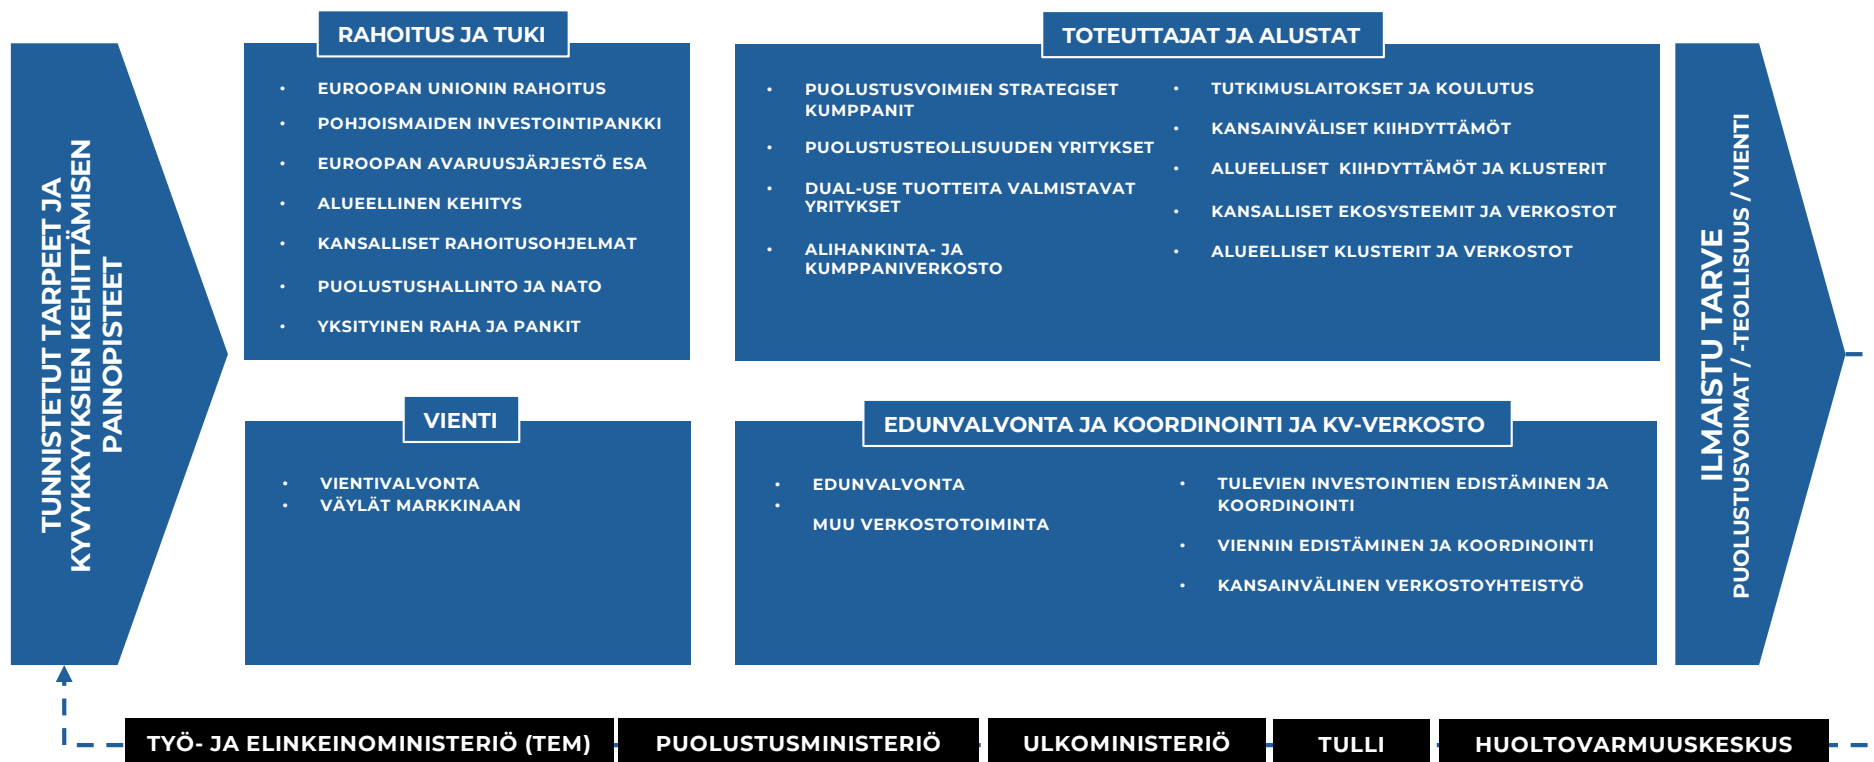 TUNNISTETUT TARPEET JA
KYVYKKYYKSIEN KEHITTÄMISEN
PAINOPISTEET
RAHOITUS JA TUKI
• EUROOPAN UNIONIN RAHOITUS
• POHJOISMAIDEN INVESTOINTIPANKKI
• EUROOPAN AVARUUSJÄRJESTÖ ESA
• ALUEELLINEN KEHITYS
• KANSALLISET RAHOITUSOHJELMAT
• PUOLUSTUSHALLINTO JA NATO
• YKSITYINEN RAHA JA PANKIT
TOTEUTTAJAT JA ALUSTAT
• PUOLUSTUSVOIMIEN STRATEGISET
KUMPPANIT
• PUOLUSTUSTEOLLISUUDEN YRITYKSET
• DUAL-USE TUOTTEITA VALMISTAVAT
YRITYKSET
• ALIHANKINTA- JA
KUMPPANIVERKOSTO
• TUTKIMUSLAITOKSET JA KOULUTUS
• KANSAINVÄLISET KIIHDYTTÄMÖT
• ALUEELLISET KIIHDYTTÄMÖT JA KLUSTERIT
• KANSALLISET EKOSYSTEEMIT JA VERKOSTOT
• ALUEELLISET KLUSTERIT JA VERKOSTOT
VIENTI
• VIENTIVALVONTA
• VÄYLÄT MARKKINAAN
EDUNVALVONTA JA KOORDINOINTI JA KV-VERKOSTO
• EDUNVALVONTA
•
MUU VERKOSTOTOIMINTA
• TULEVIEN INVESTOINTIEN EDISTÄMINEN JA
KOORDINOINTI
• VIENNIN EDISTÄMINEN JA KOORDINOINTI
• KANSAINVÄLINEN VERKOSTOYHTEISTYÖ
ILMAISTU TARVE
PUOLUSTUSVOIMAT / -TEOLLISUUS / VIENTI
TYÖ- JA ELINKEINOMINISTERIÖ (TEM)
PUOLUSTUSMINISTERIÖ
ULKOMINISTERIÖ
TULLI
HUOLTOVARMUUSKESKUS